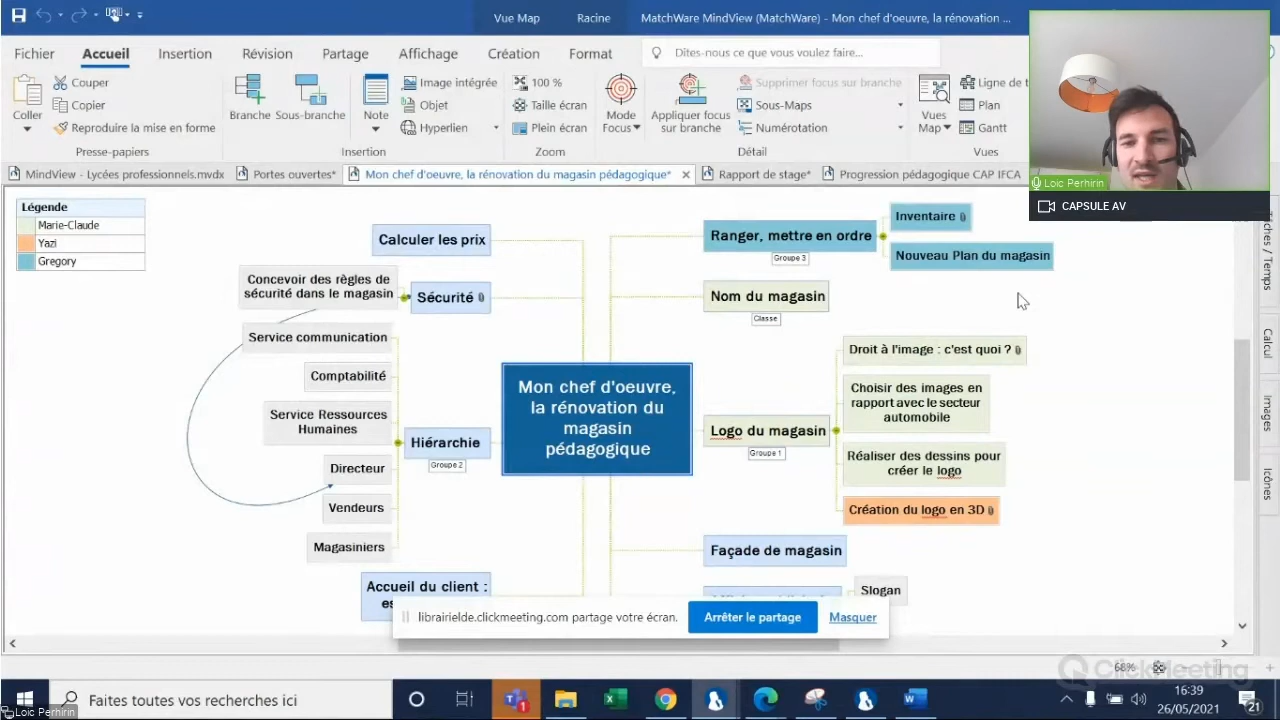 Vue Map
Racine
MatchWare MindView (MatchWare) - Mon chef d'oeuvre, la rénovation ...
Fichier
Accueil
Insertion
Révision
Partage
Affichage
Création
Format
Dîtes-nous ce que vous voulez faire...
Coller
Couper
Copier
Reproduire la mise en forme
Presse-papiers
Branche
Sous-branche
Note
Image intégrée
Objet
Hyperlien
Insertion
100 %
Taille écran
Plein écran
Zoom
Mode
Focus
Appliquer focus
sur branche
Supprimer focus sur branche
Sous-Maps
Numérotation
Détail
Vues
Map
Ligne de t
Plan
Gantt
Vues
Loic Perhirin
CAPSULE AV
MindView - Lycées professionnels.mvdx
Portes ouvertes*
Mon chef d'oeuvre, la rénovation du magasin pédagogique*
Rapport de stage*
Progression pédagogique CAP IFCA
Légende
Marie-Claude
Yazi
Gregory
Calculer les prix
Concevoir des règles de
sécurité dans le magasin
Sécurité
Service communication
Comptabilité
Service Ressources
Humaines
Hiérarchie
Groupe 2
Directeur
Vendeurs
Magasiniers
Accueil du client :
Mon chef d'oeuvre,
la rénovation du
magasin
pédagogique
Ranger, mettre en ordre
Groupe 3
Inventaire
Nouveau Plan du magasin
Nom du magasin
Classe
Logo du magasin
Groupe 1
Droit à l'image : c'est quoi ?
Choisir des images en
rapport avec le secteur
automobile
Réaliser des dessins pour
créer le logo
Création du logo en 3D
Façade de magasin
Slogan
/ Temps
Calcul
Images
Icônes
librairielde.clickmeeting.com partage votre écran.
Arrêter le partage
Masquer
68%
ClickMeeting
Faites toutes vos recherches ici
Loic Perhirin
1
16:39
26/05/2021
21